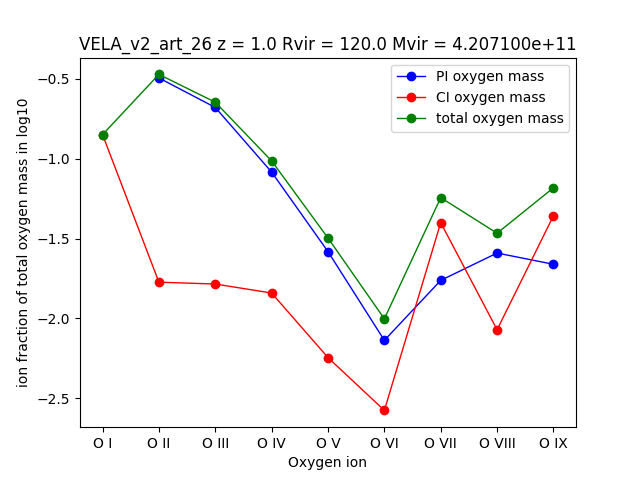 VELA_v2_art_26 z = 1.0 Rvir = 120.0 Mvir = 4.207100e+11
PI oxygen mass
CI oxygen mass
total oxygen mass
ion fraction of total oxygen mass in log10
−0.5
−1.0
−1.5
−2.0
−2.5
O I O II O III O IV O V O VI O VII O VIII O IX
Oxygen ion